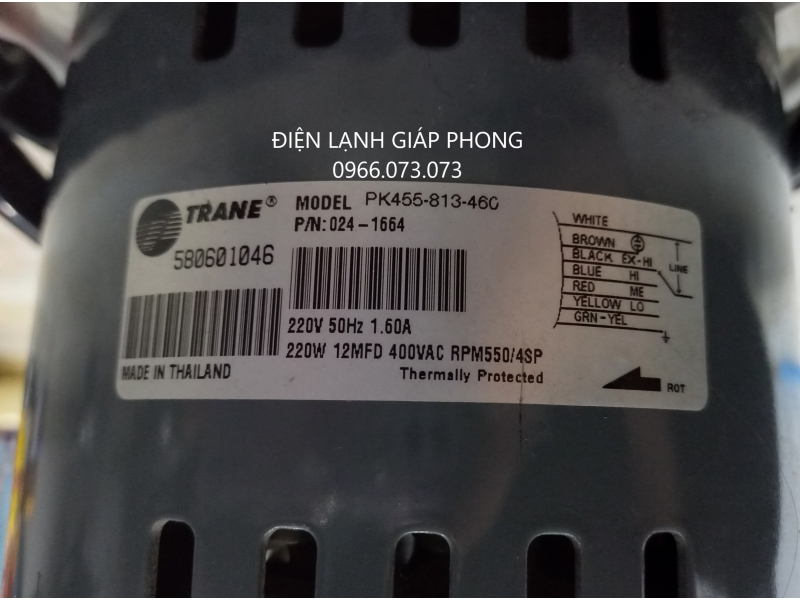 ĐIỆN LẠNH GIÁP PHONG
0966.073.073
TRANE®
MODEL PK455-813-460
P/N: 024-1664
580601046
220V 50Hz 1.60A
220W 12MFD 400VAC RPM550/4SP
MADE IN THAILAND
Thermally Protected
WHITE
BROWN
BLACK EX-HI
BLUE HI
RED ME
YELLOW LO
GRN-YEL
LINE
ROT